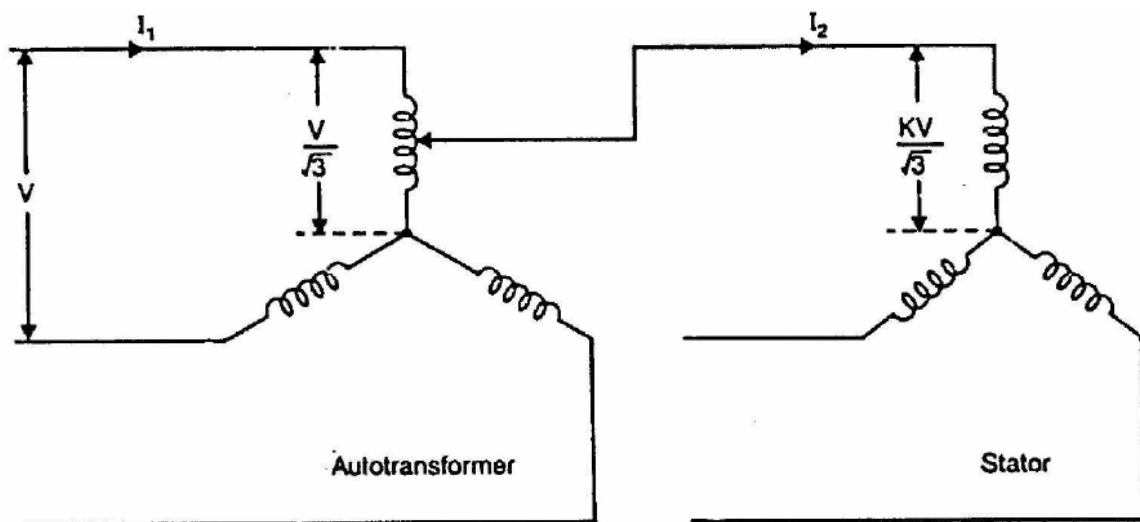 I₁
I₂
V
V
√3
KV
√3
Autotransformer
Stator